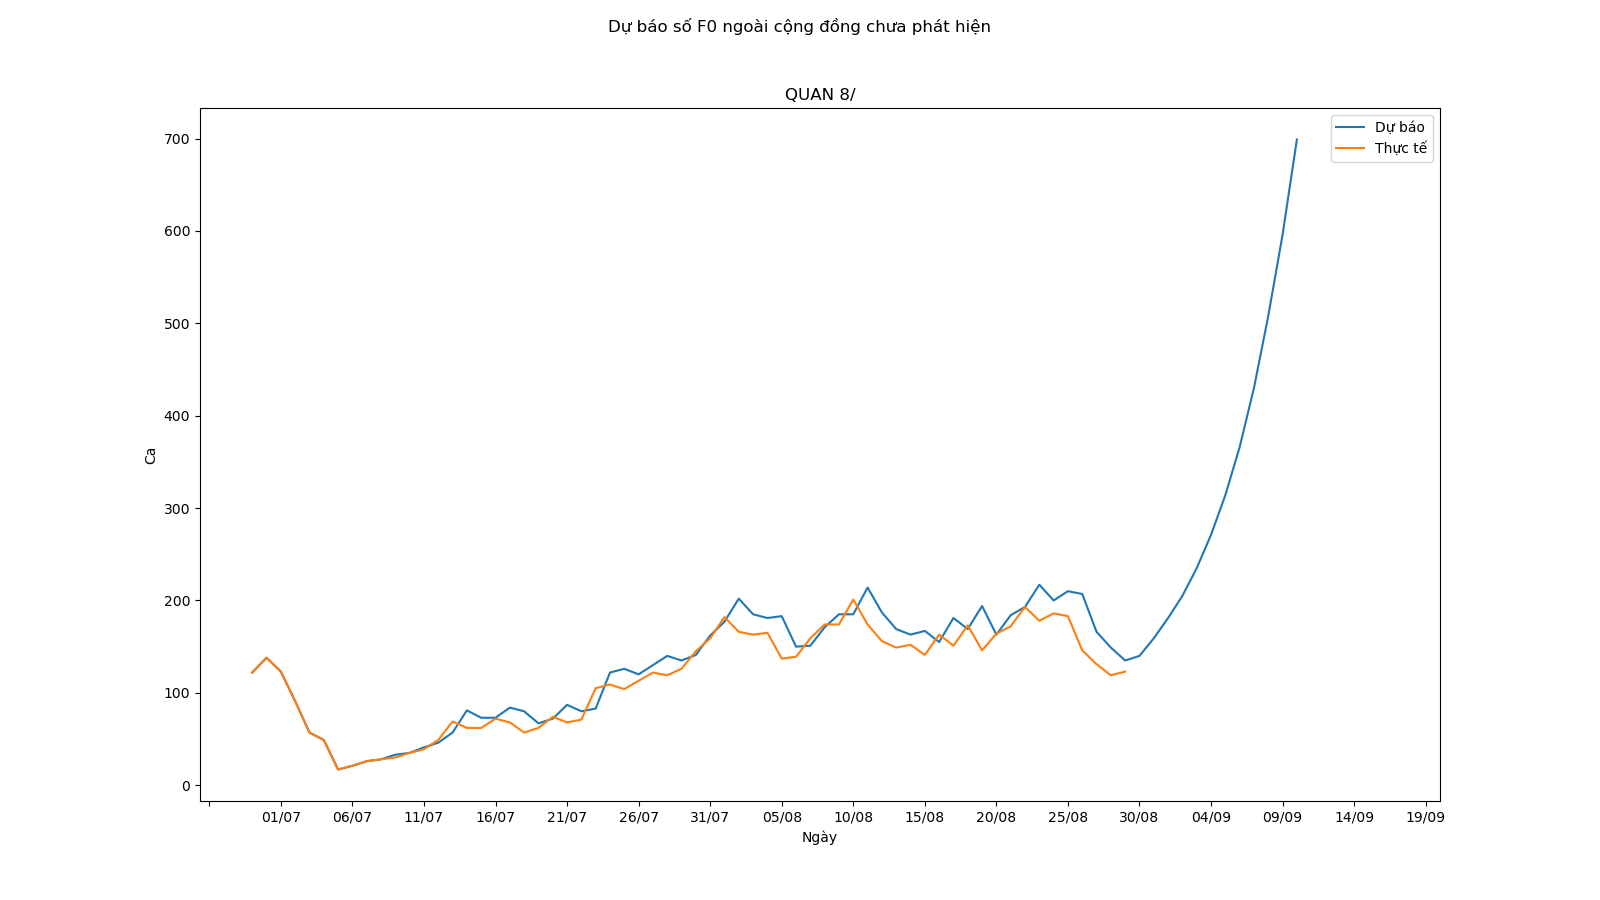 Dự báo số F0 ngoài cộng đồng chưa phát hiện
QUAN 8/
Dự báo
Thực tế
700
600
500
400
300
200
100
0
Ca
01/07 06/07 11/07 16/07 21/07 26/07 31/07 05/08 10/08 15/08 20/08 25/08 30/08 04/09 09/09 14/09 19/09
Ngày